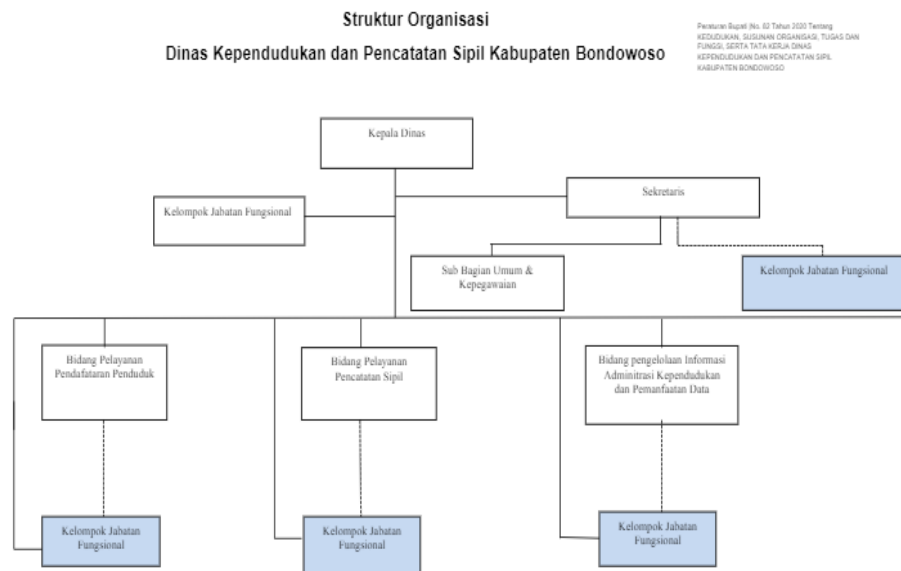 Struktur Organisasi
Dinas Kependudukan dan Pencatatan Sipil Kabupaten Bondowoso
Peraturan Bupati |No. 82 Tahun 2020 Tentang
KEDUDUKAN, SUSUNAN ORGANISASI, TUGAS DAN
FUNGSI, SERTA TATA KERJA DINAS
KEPENDUDUKAN DAN PENCATATAN SIPIL
KABUPATEN BONDOWOSO
Kepala Dinas
Sekretaris
Kelompok Jabatan Fungsional
Sub Bagian Umum &
Kepegawaian
Kelompok Jabatan Fungsional
Bidang Pelayanan
Pendafataran Penduduk
Bidang Pelayanan
Pencatatan Sipil
Bidang pengelolaan Informasi
Adminitrasi Kependudukan
dan Pemanfaatan Data
Kelompok Jabatan
Fungsional
Kelompok Jabatan
Fungsional
Kelompok Jabatan
Fungsional